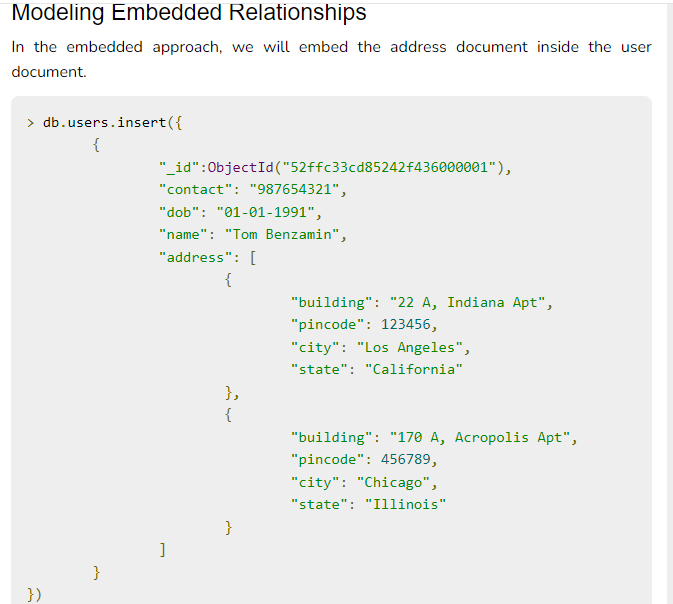 Modeling Embedded Relationships
In the embedded approach, we will embed the address document inside the user
document.
> db.users.insert({
{
"_id":ObjectId("52ffc33cd85242f436000001"),
"contact": "987654321",
"dob": "01-01-1991",
"name": "Tom Benzamin",
"address": [
{
"building": "22 A, Indiana Apt",
"pincode": 123456,
"city": "Los Angeles",
"state": "California"
},
{
"building": "170 A, Acropolis Apt",
"pincode": 456789,
"city": "Chicago",
"state": "Illinois"
}
]
}
})